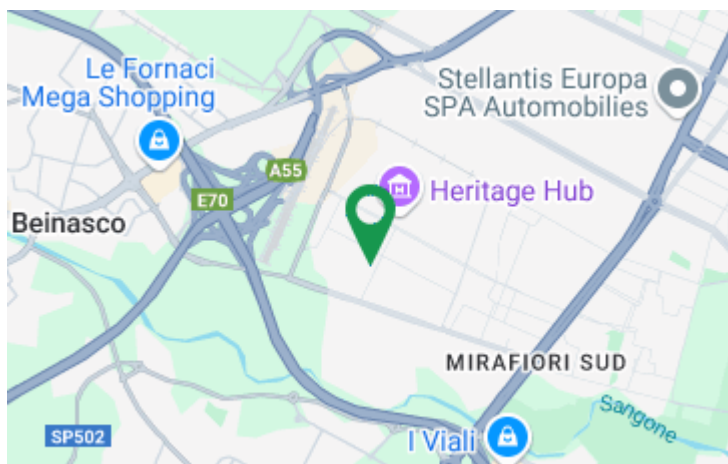 Le Fornaci
Mega Shopping
Stellantis Europa
SPA Automobilies
A55
Heritage Hub
E70
Beinasco
MIRAFIORI SUD
Sangone
SP502
I Viali